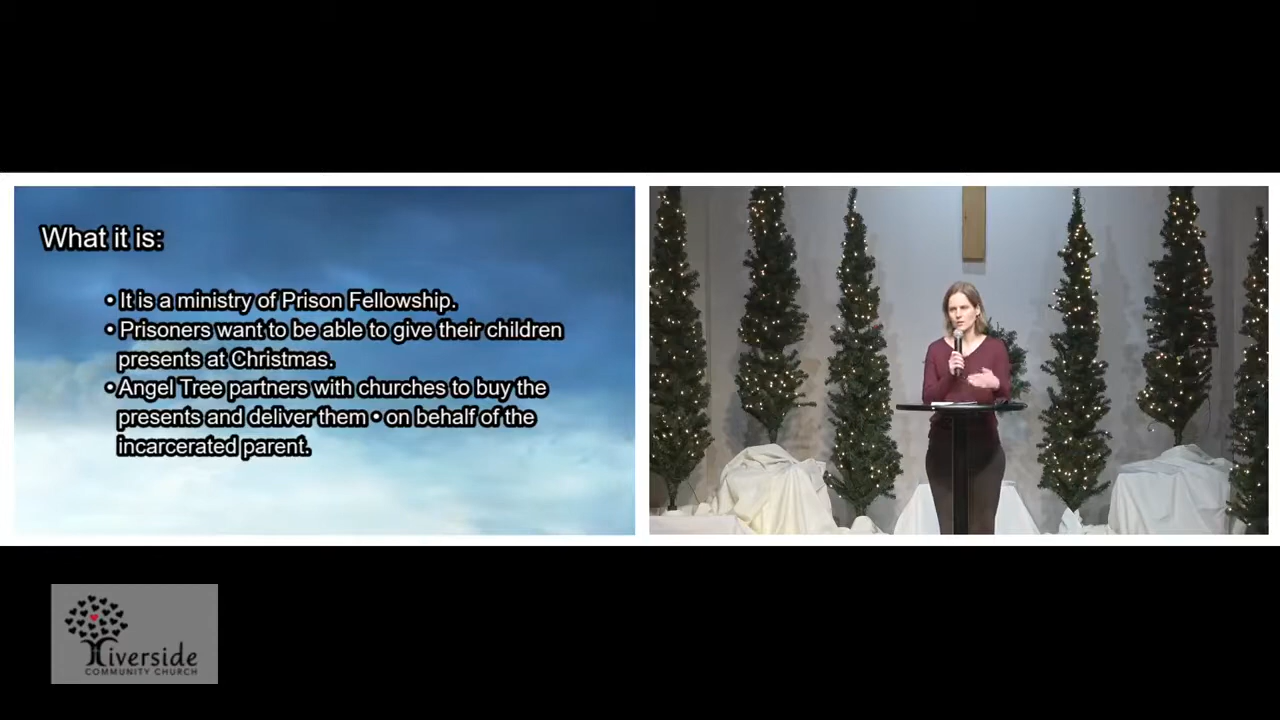 What it is:
• It is a ministry of Prison Fellowship.
• Prisoners want to be able to give their children
presents at Christmas.
• Angel Tree partners with churches to buy the
presents and deliver them • on behalf of the
incarcerated parent.
Riverside
COMMUNITY CHURCH